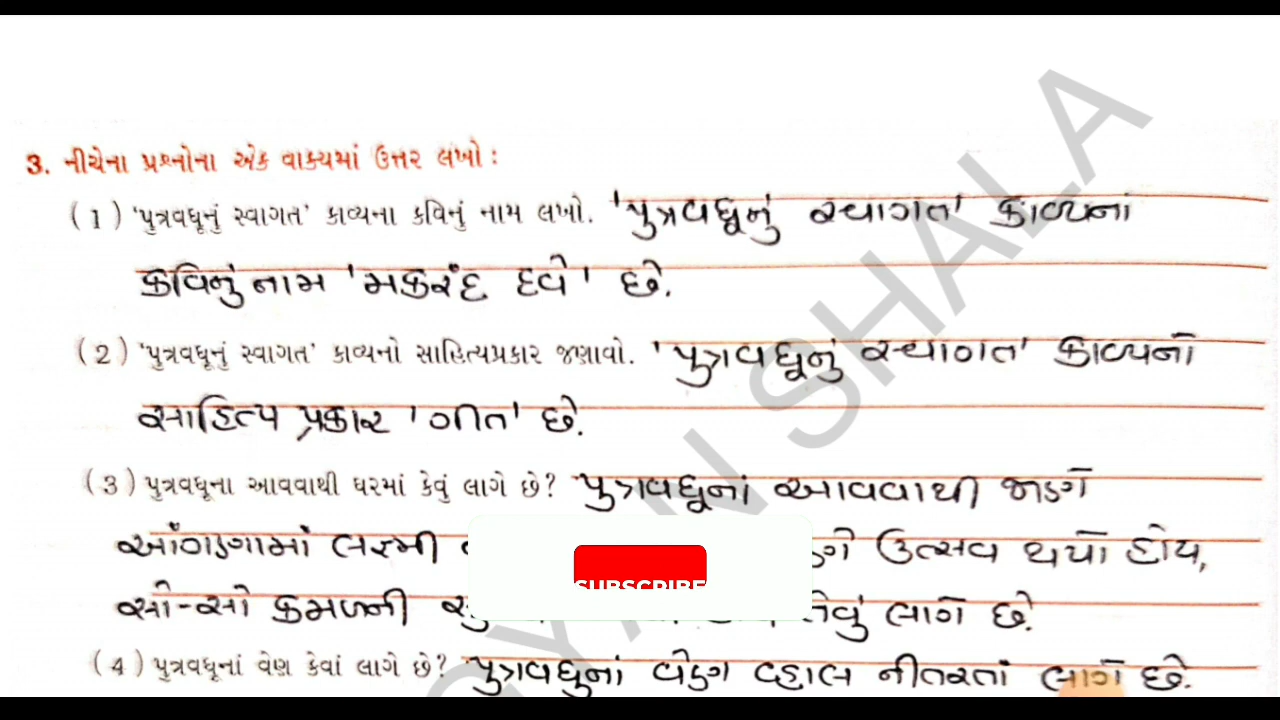 3. નીચેના પ્રશ્નોના એક વાક્યમાં ઉત્તર લખો :
(1) 'પુત્રવધૂનું સ્વાગત' કાવ્યના કવિનું નામ લખો. 'પુત્રવધૂનું સ્વાગત' કાવ્યનાં
કવિનું નામ 'મકરંદ દવે' છે.
(2) 'પુત્રવધૂનું સ્વાગત' કાવ્યનો સાહિત્યપ્રકાર જણાવો. 'પુત્રવધૂનું સ્વાગત' કાવ્યનો
સાહિત્ય પ્રકાર 'ગીત' છે.
(3) પુત્રવધૂના આવવાથી ઘરમાં કેવું લાગે છે? પુત્રવધૂનાં આવવાથી જાણે
આંગણામાં લક્ષ્મી ઉત્સવ થયો હોય,
સો-સો કમળની તેવું લાગે છે.
(4) પુત્રવધૂનાં વેણ કેવાં લાગે છે? પુત્રવધુનાં વેણ વ્હાલ નીતરતાં લાગે છે.
SUBSCRIBE
GYAN SHALA